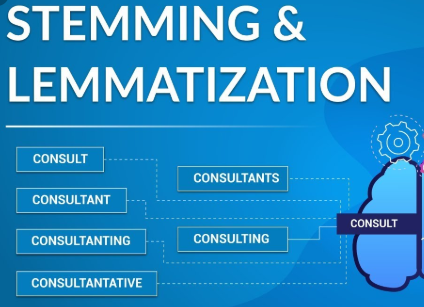 STEMMING &
LEMMATIZATION
CONSULT
CONSULTANT
CONSULTANTING
CONSULTANTATIVE
CONSULTANTS
CONSULTING
CONSULT